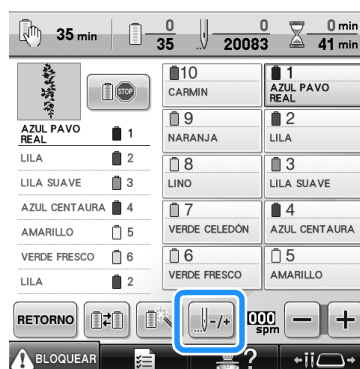 35 min
0
35
0
20083
0 min
41 min
STOP
10
CARMIN
1
AZUL PAVO
REAL
9
NARANJA
2
LILA
8
LINO
3
LILA SUAVE
7
VERDE CELEDÓN
4
AZUL CENTAURA
6
VERDE FRESCO
5
AMARILLO
AZUL PAVO
REAL 1
LILA 2
LILA SUAVE 3
AZUL CENTAURA 4
AMARILLO 5
VERDE FRESCO 6
LILA 2
RETORNO
-/+
spm
− +
BLOQUEAR
?